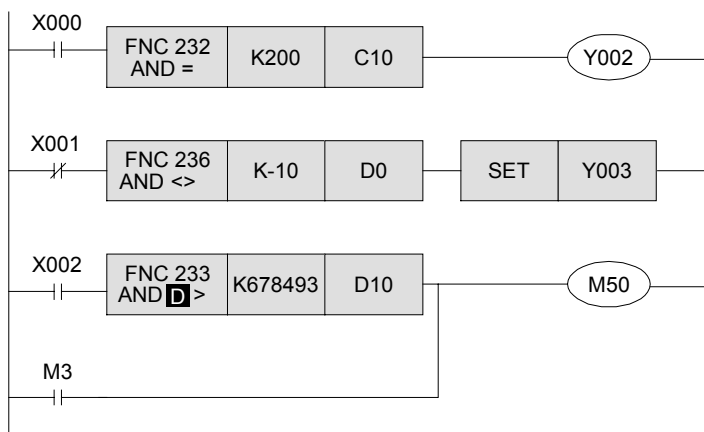 X000
FNC 232
AND =
K200
C10
Y002
X001
FNC 236
AND <>
K-10
D0
SET
Y003
X002
FNC 233
AND D >
K678493
D10
M50
M3